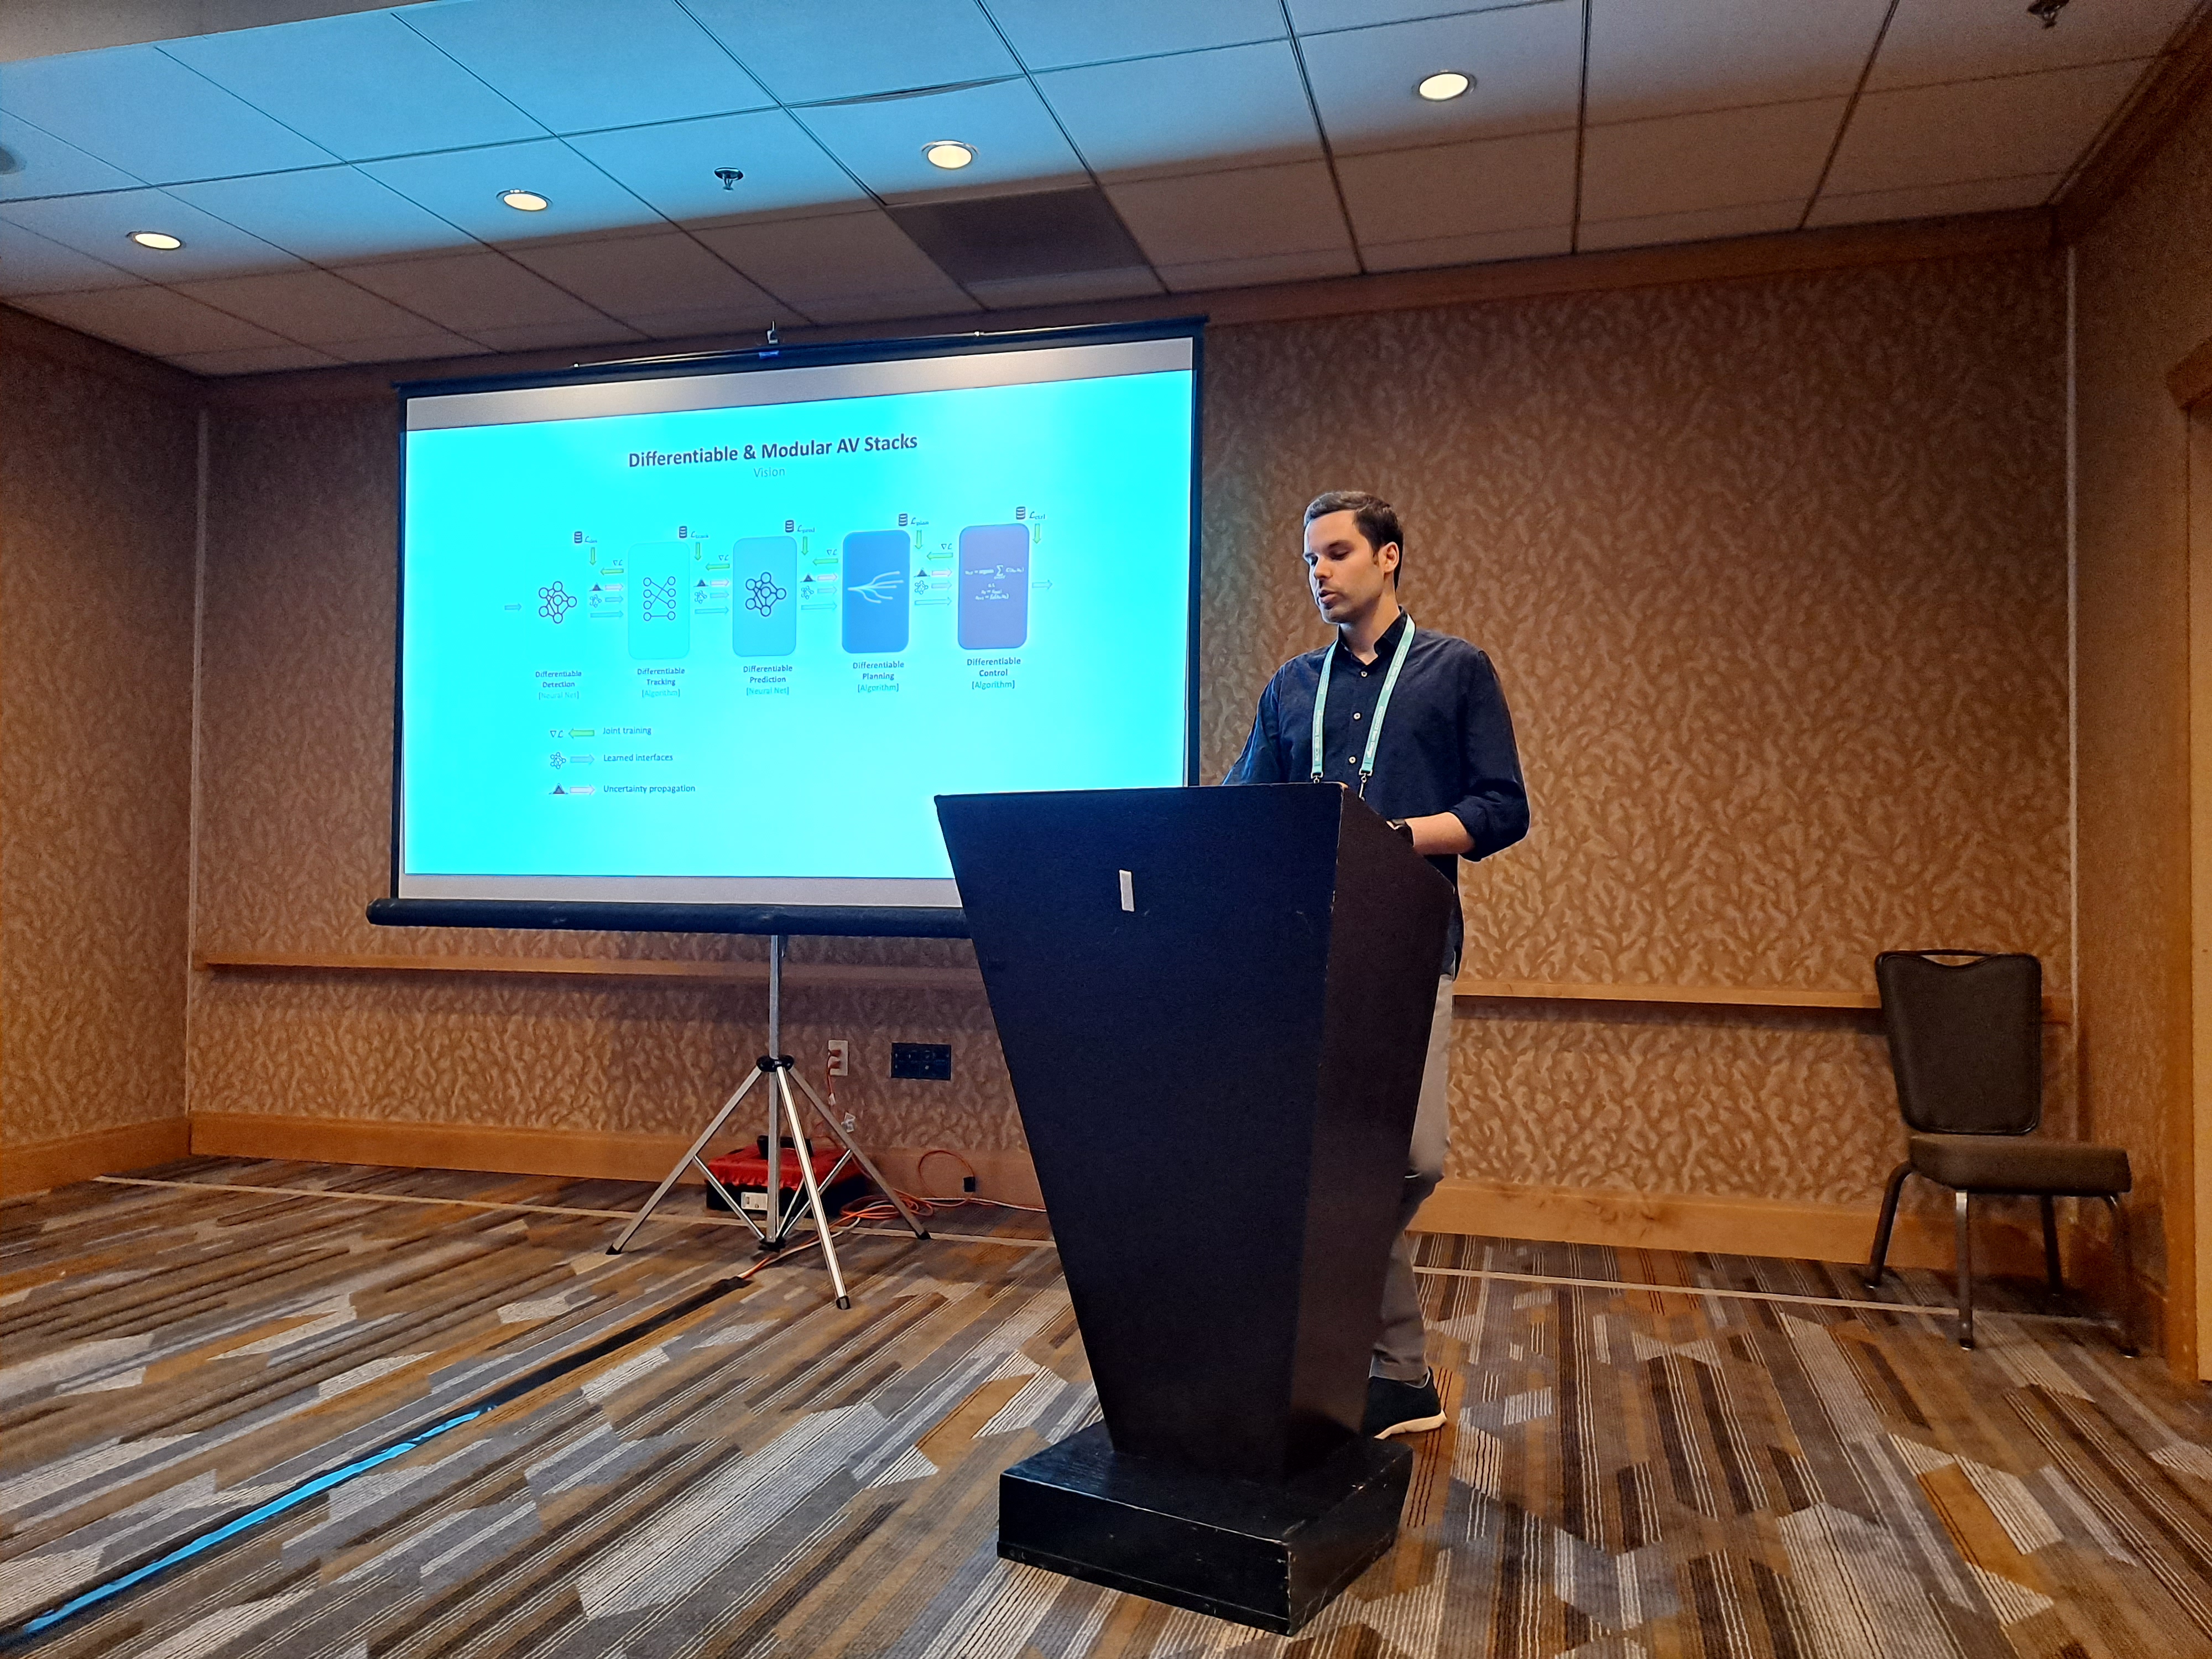 Differentiable & Modular AV Stacks
Vision
∇ℒ
∇ℒ
∇ℒ
∇ℒ
Differentiable
Detection
[Neural Net]
Differentiable
Tracking
[Algorithm]
Differentiable
Prediction
[Neural Net]
Differentiable
Planning
[Algorithm]
Differentiable
Control
[Algorithm]
∇ℒ Joint training
Learned interfaces
Uncertainty propagation